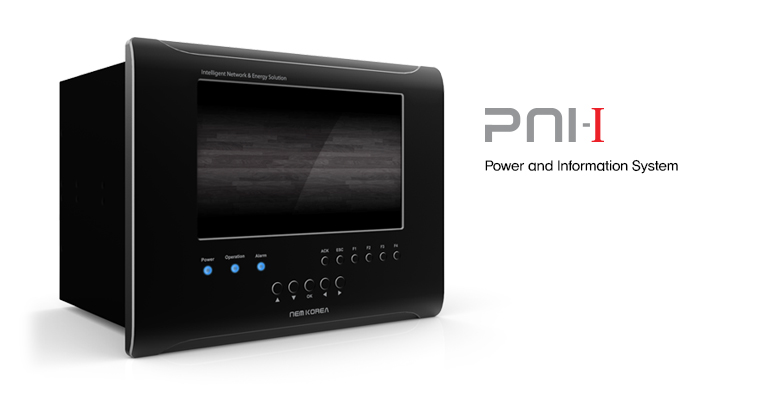 Intelligent Network & Energy Solution
PNI-I
Power and Information System
Power Operation Alarm
ACK ESC F1 F2 F3 F4
▲ ▼ OK ◀ ▶
NEM KOREA